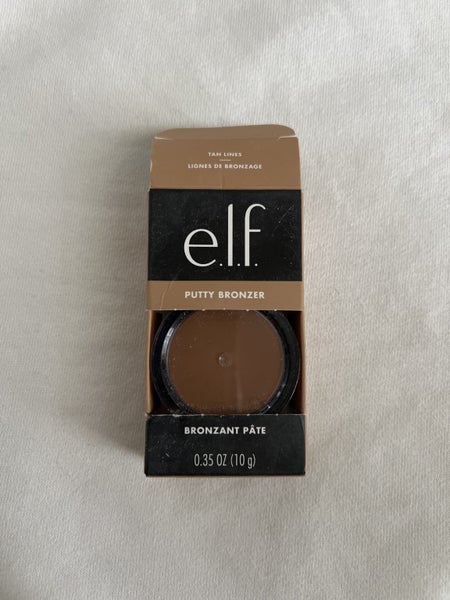 TAN LINES
LIGNES DE BRONZAGE
e.l.f.
PUTTY BRONZER
BRONZANT PÂTE
0.35 OZ (10 g)